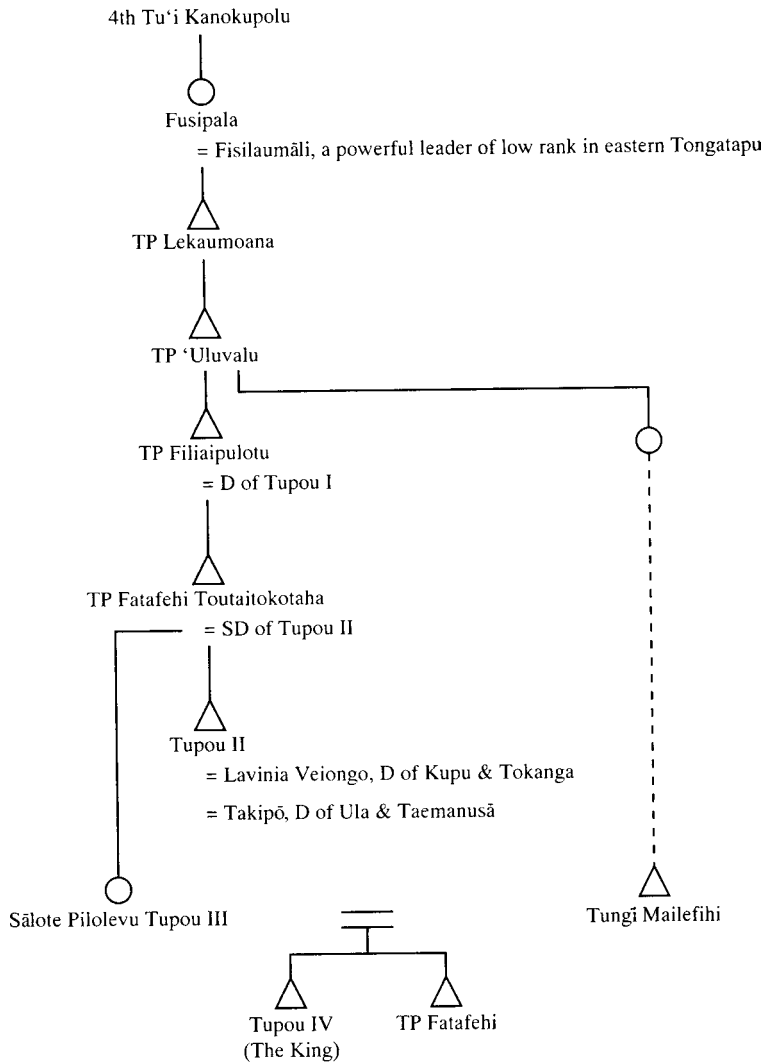 4th Tu‘i Kanokupolu
Fusipala
= Fisilaumāli, a powerful leader of low rank in eastern Tongatapu
TP Lekaumoana
TP ‘Uluvalu
TP Filiaipulotu
= D of Tupou I
TP Fatafehi Toutaitokotaha
= SD of Tupou II
Tupou II
= Lavinia Veiongo, D of Kupu & Tokanga
= Takipō, D of Ula & Taemanusā
Sālote Pilolevu Tupou III
Tungī Mailefihi
Tupou IV
(The King)
TP Fatafehi